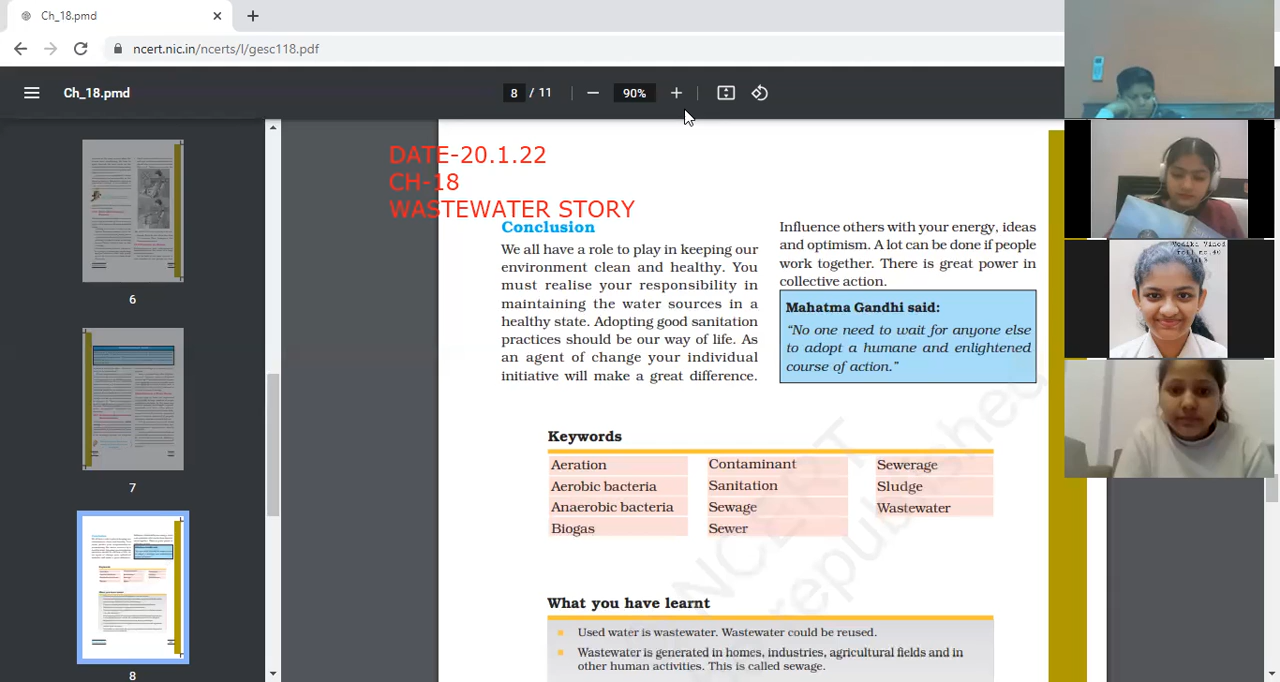 Ch_18.pmd
ncert.nic.in/ncerts/l/gesc118.pdf
Ch_18.pmd
8 / 11
90%
6
7
8
DATE-20.1.22
CH-18
WASTEWATER STORY
Conclusion
We all have a role to play in keeping our
environment clean and healthy. You
must realise your responsibility in
maintaining the water sources in a
healthy state. Adopting good sanitation
practices should be our way of life. As
an agent of change your individual
initiative will make a great difference.
Influence others with your energy, ideas
and optimism. A lot can be done if people
work together. There is great power in
collective action.
Mahatma Gandhi said:
“No one need to wait for anyone else
to adopt a humane and enlightened
course of action.”
Keywords
Aeration
Aerobic bacteria
Anaerobic bacteria
Biogas
Contaminant
Sanitation
Sewage
Sewer
Sewerage
Sludge
Wastewater
What you have learnt
Used water is wastewater. Wastewater could be reused.
Wastewater is generated in homes, industries, agricultural fields and in
other human activities. This is called sewage.